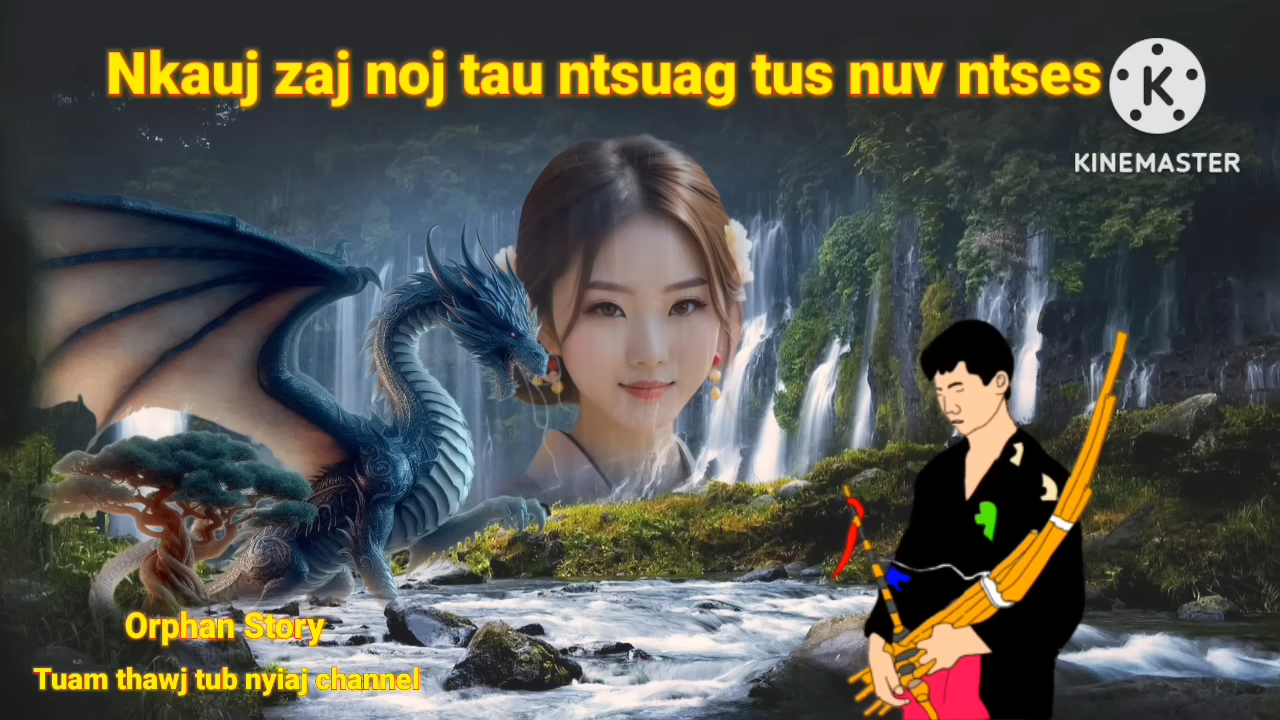 Nkauj zaj noj tau ntsuag tus nuv ntses
K
KINEMASTER
Orphan Story
Tuam thawj tub nyiaj channel